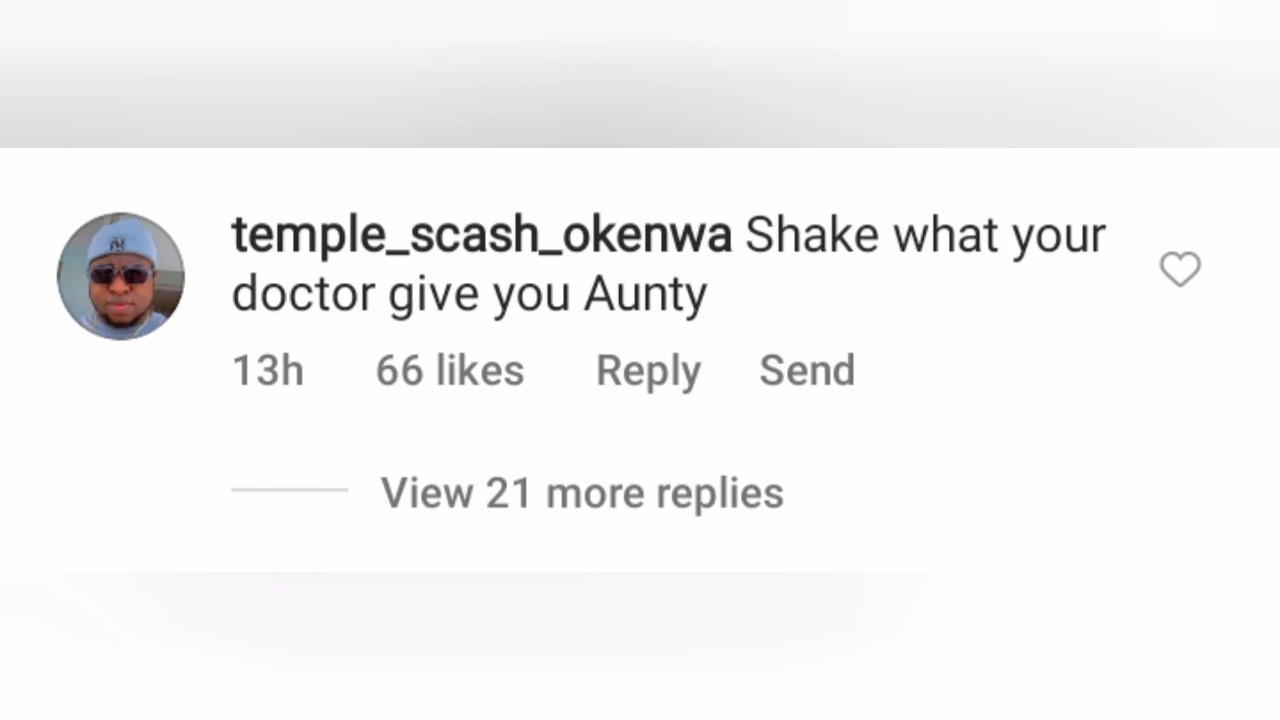 temple_scash_okenwa Shake what your
doctor give you Aunty
13h 66 likes Reply Send
View 21 more replies